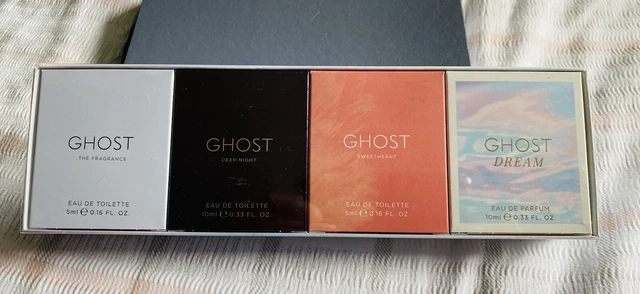 GHOST
THE FRAGRANCE
EAU DE TOILETTE
5ml ℮ 0.16 FL. OZ.
GHOST
DEEP NIGHT
EAU DE TOILETTE
10ml ℮ 0.33 FL. OZ.
GHOST
SWEETHEART
EAU DE TOILETTE
5ml ℮ 0.16 FL. OZ.
GHOST
DREAM
EAU DE PARFUM
10ml ℮ 0.33 FL. OZ.